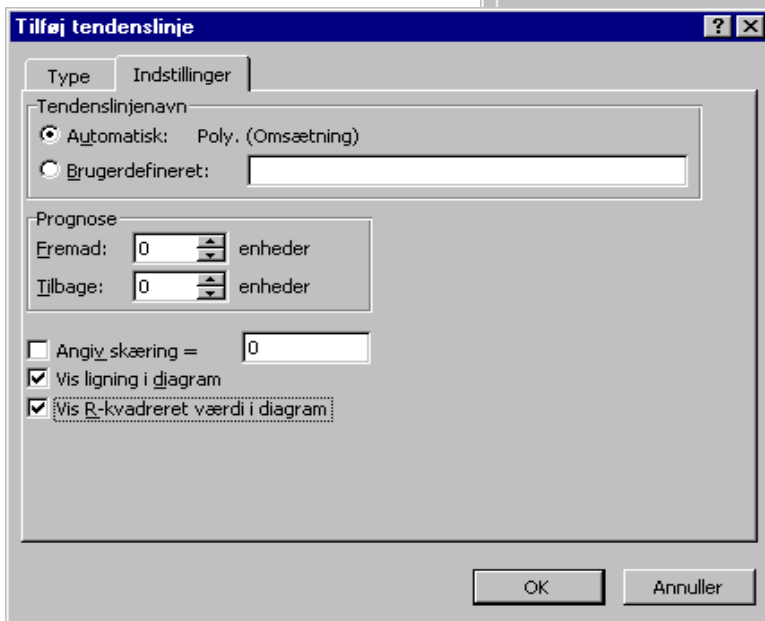 Tilføj tendenslinje
Type Indstillinger
Tendenslinjenavn
Automatisk: Poly. (Omsætning)
Brugerdefineret:
Prognose
Fremad: 0 enheder
Tilbage: 0 enheder
Angiv skæring = 0
Vis ligning i diagram
Vis R-kvadreret værdi i diagram
OK Annuller